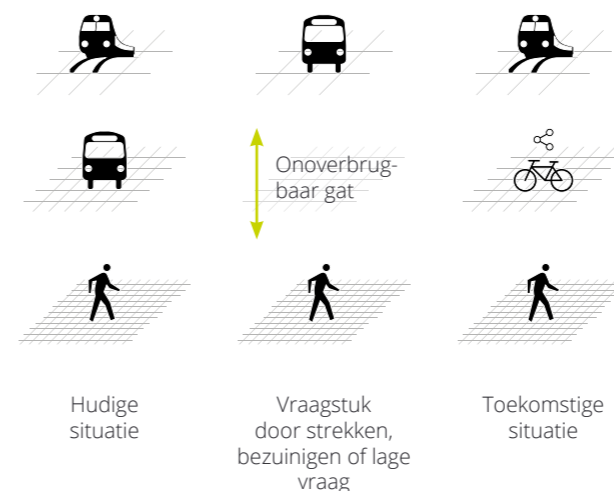 Onoverbrug-
baar gat
Hudige
situatie
Vraagstuk
door strekken,
bezuinigen of lage
vraag
Toekomstige
situatie